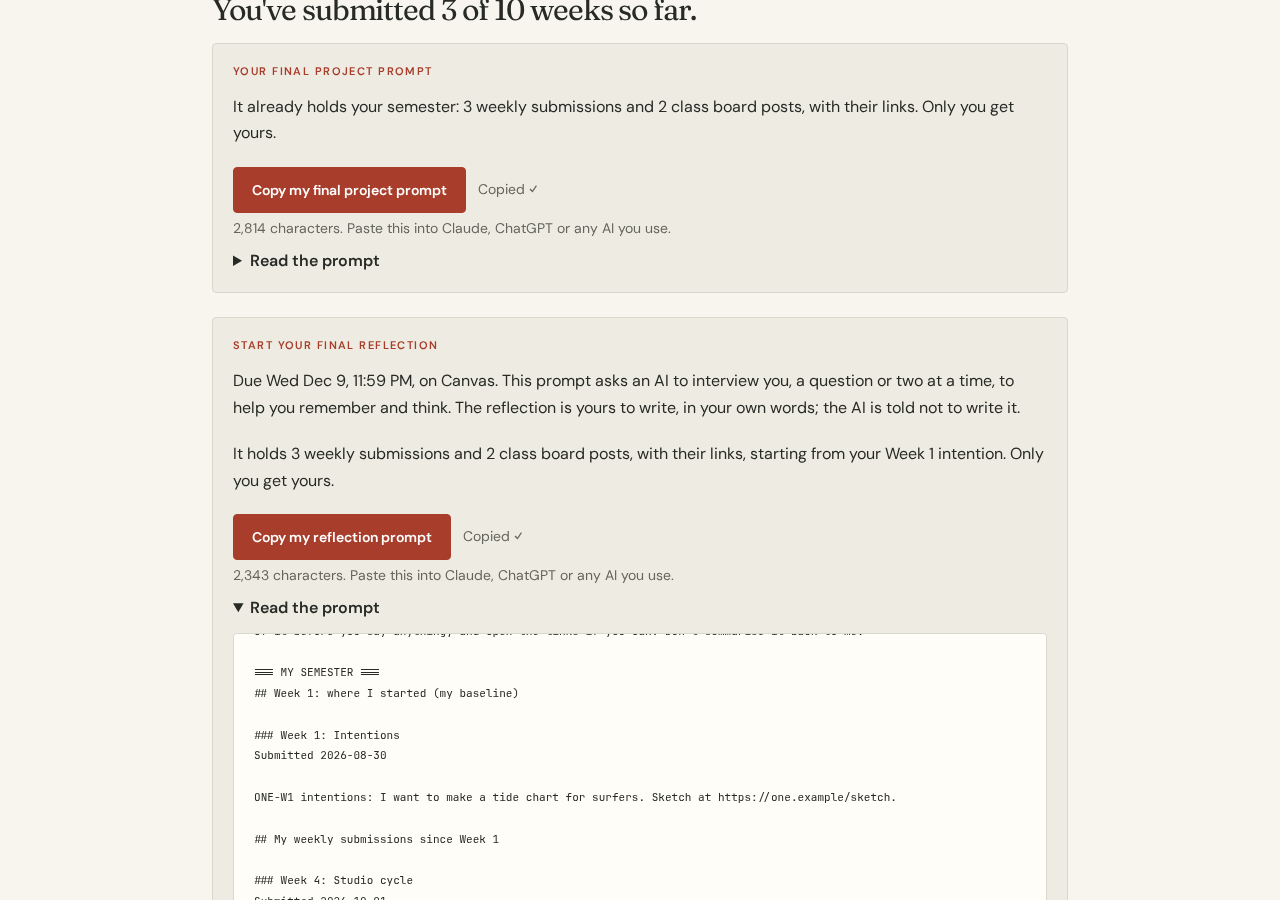 You've submitted 3 of 10 weeks so far.
YOUR FINAL PROJECT PROMPT
It already holds your semester: 3 weekly submissions and 2 class board posts, with their links. Only you get
yours.
Copy my final project prompt
Copied ✓
2,814 characters. Paste this into Claude, ChatGPT or any AI you use.
▶ Read the prompt
START YOUR FINAL REFLECTION
Due Wed Dec 9, 11:59 PM, on Canvas. This prompt asks an AI to interview you, a question or two at a time, to
help you remember and think. The reflection is yours to write, in your own words; the AI is told not to write it.
It holds 3 weekly submissions and 2 class board posts, with their links, starting from your Week 1 intention. Only
you get yours.
Copy my reflection prompt
Copied ✓
2,343 characters. Paste this into Claude, ChatGPT or any AI you use.
▼ Read the prompt
=== MY SEMESTER ===
## Week 1: where I started (my baseline)
### Week 1: Intentions
Submitted 2026-08-30
ONE-W1 intentions: I want to make a tide chart for surfers. Sketch at https://one.example/sketch.
## My weekly submissions since Week 1
### Week 4: Studio cycle